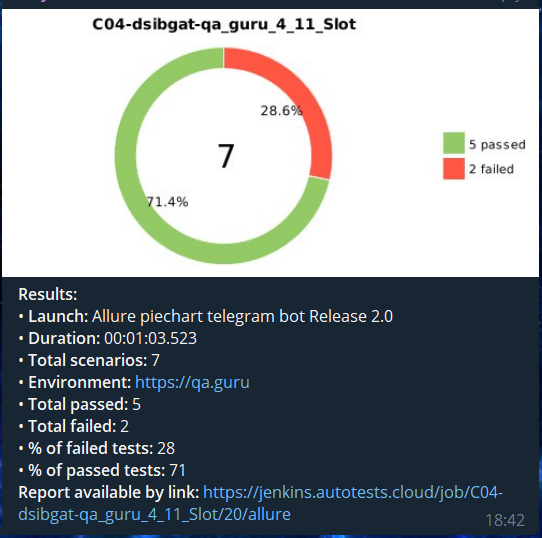 C04-dsibgat-qa_guru_4_11_Slot
28.6%
7
71.4%
5 passed
2 failed
Results:
• Launch: Allure piechart telegram bot Release 2.0
• Duration: 00:01:03.523
• Total scenarios: 7
• Environment: https://qa.guru
• Total passed: 5
• Total failed: 2
• % of failed tests: 28
• % of passed tests: 71
Report available by link: https://jenkins.autotests.cloud/job/C04-
dsibgat-qa_guru_4_11_Slot/20/allure
18:42